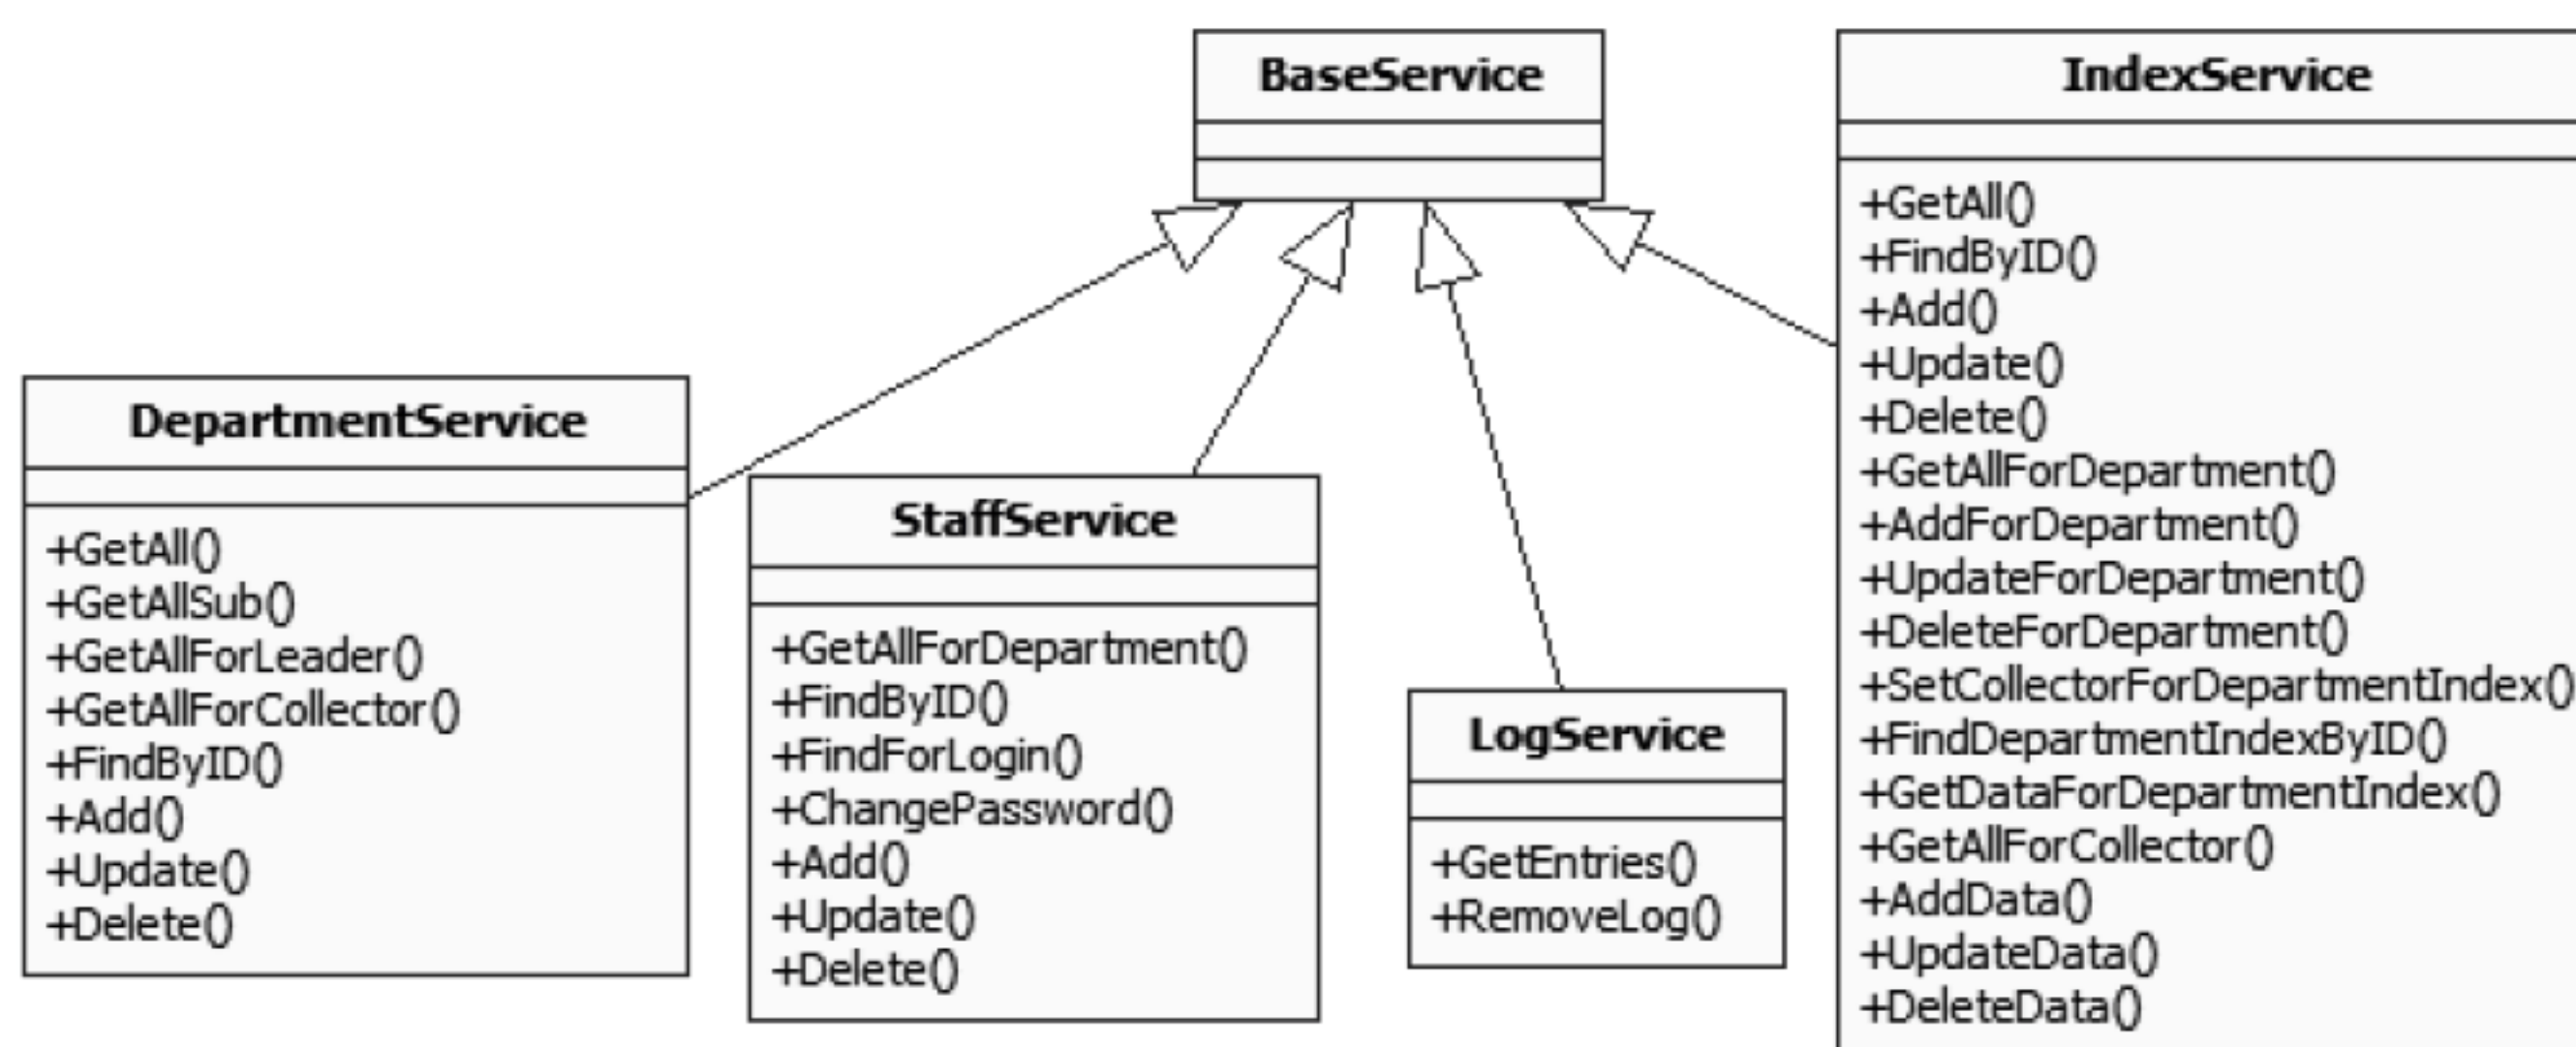 BaseService
IndexService
+GetAll()
+FindByID()
+Add()
+Update()
+Delete()
+GetAllForDepartment()
+AddForDepartment()
+UpdateForDepartment()
+DeleteForDepartment()
+SetCollectorForDepartmentIndex()
+FindDepartmentIndexByID()
+GetDataForDepartmentIndex()
+GetAllForCollector()
+AddData()
+UpdateData()
+DeleteData()
DepartmentService
+GetAll()
+GetAllSub()
+GetAllForLeader()
+GetAllForCollector()
+FindByID()
+Add()
+Update()
+Delete()
StaffService
+GetAllForDepartment()
+FindByID()
+FindForLogin()
+ChangePassword()
+Add()
+Update()
+Delete()
LogService
+GetEntries()
+RemoveLog()